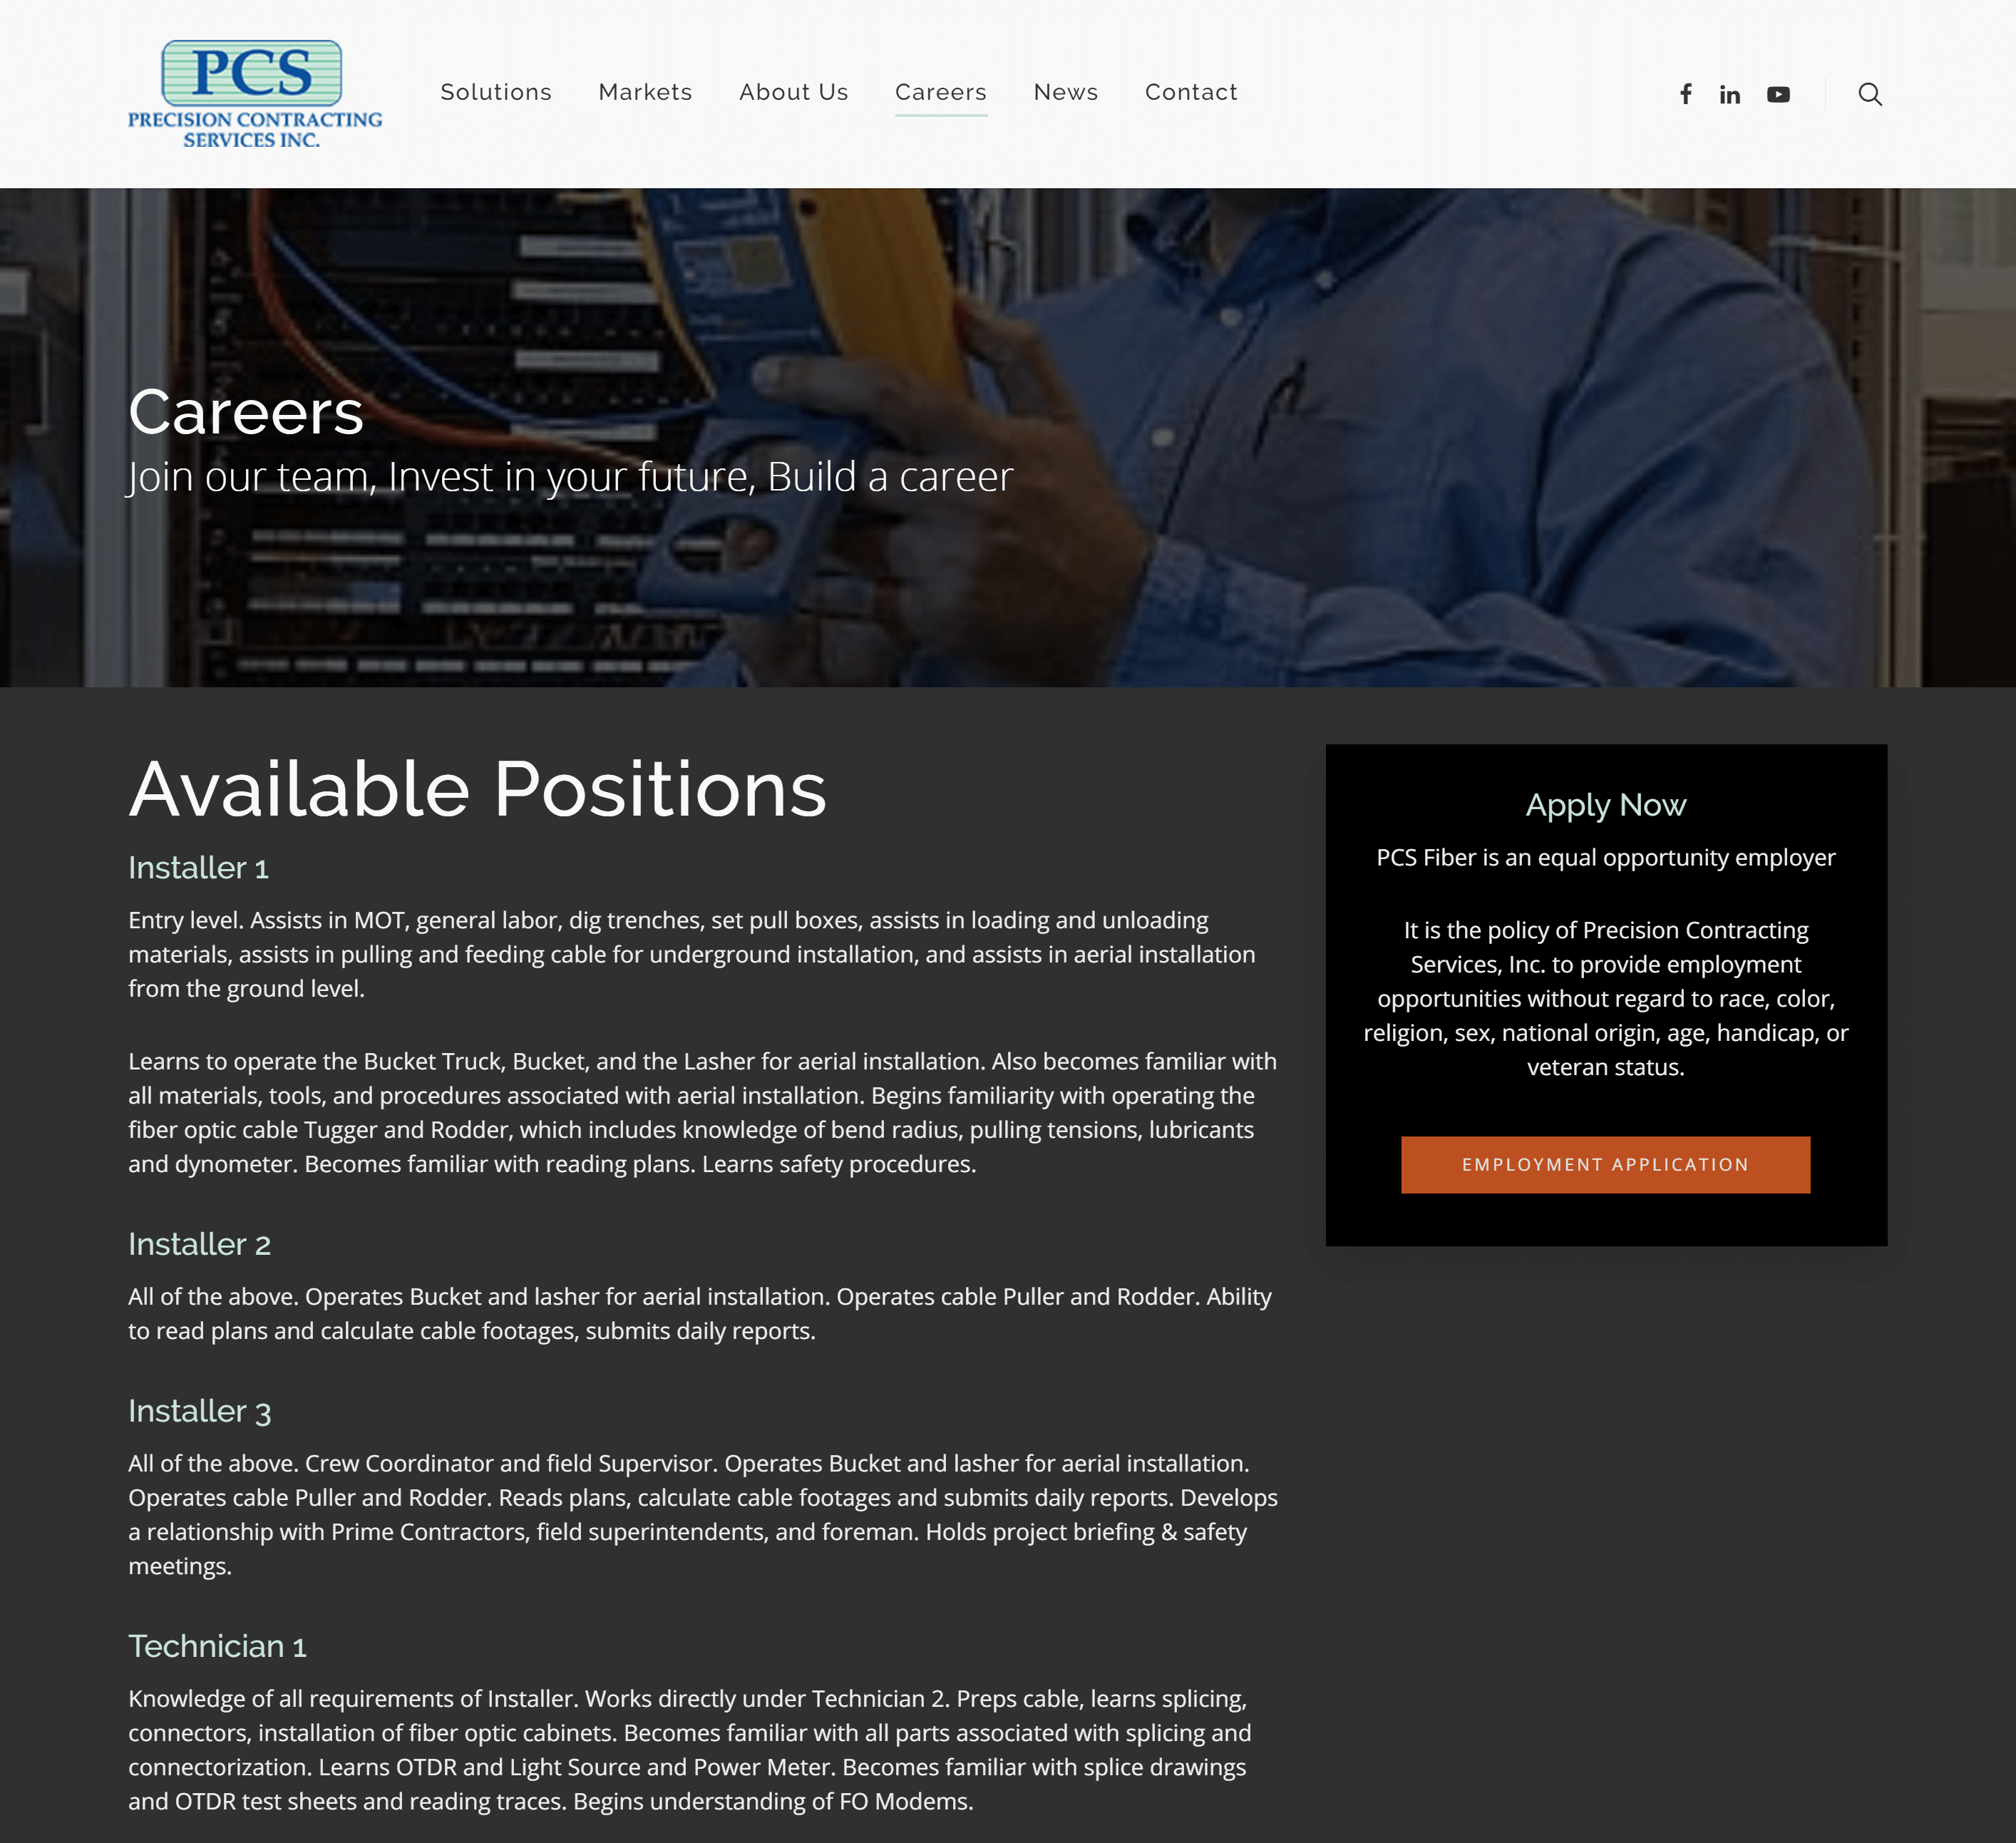 PCS
PRECISION CONTRACTING
SERVICES INC.
Solutions
Markets
About Us
Careers
News
Contact
Careers
Join our team, Invest in your future, Build a career
Available Positions
Installer 1
Entry level. Assists in MOT, general labor, dig trenches, set pull boxes, assists in loading and unloading
materials, assists in pulling and feeding cable for underground installation, and assists in aerial installation
from the ground level.
Learns to operate the Bucket Truck, Bucket, and the Lasher for aerial installation. Also becomes familiar with
all materials, tools, and procedures associated with aerial installation. Begins familiarity with operating the
fiber optic cable Tugger and Rodder, which includes knowledge of bend radius, pulling tensions, lubricants
and dynometer. Becomes familiar with reading plans. Learns safety procedures.
Installer 2
All of the above. Operates Bucket and lasher for aerial installation. Operates cable Puller and Rodder. Ability
to read plans and calculate cable footages, submits daily reports.
Installer 3
All of the above. Crew Coordinator and field Supervisor. Operates Bucket and lasher for aerial installation.
Operates cable Puller and Rodder. Reads plans, calculate cable footages and submits daily reports. Develops
a relationship with Prime Contractors, field superintendents, and foreman. Holds project briefing & safety
meetings.
Technician 1
Knowledge of all requirements of Installer. Works directly under Technician 2. Preps cable, learns splicing,
connectors, installation of fiber optic cabinets. Becomes familiar with all parts associated with splicing and
connectorization. Learns OTDR and Light Source and Power Meter. Becomes familiar with splice drawings
and OTDR test sheets and reading traces. Begins understanding of FO Modems.
Apply Now
PCS Fiber is an equal opportunity employer
It is the policy of Precision Contracting
Services, Inc. to provide employment
opportunities without regard to race, color,
religion, sex, national origin, age, handicap, or
veteran status.
EMPLOYMENT APPLICATION